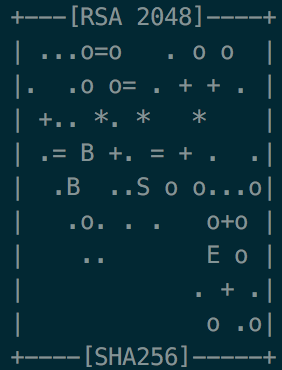 +---[RSA 2048]----+
| ...o=o   . o o  |
|.  .o o= . + + . |
| +.. *. *   *    |
| .= B +. = + .  .|
|  .B  ..S o o...o|
|   .o. . .   o+o |
|    ..       E o |
|            . + .|
|             o .o|
+----[SHA256]-----+